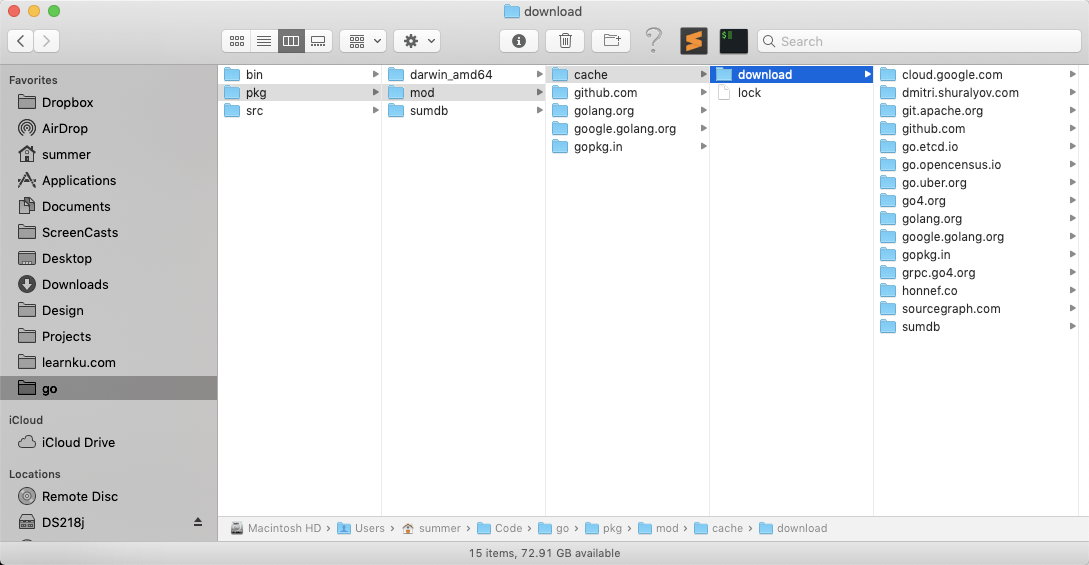 download
Search
Favorites
Dropbox
AirDrop
summer
Applications
Documents
ScreenCasts
Desktop
Downloads
Design
Projects
learnku.com
go
iCloud
iCloud Drive
Locations
Remote Disc
DS218j
bin
pkg
src
darwin_amd64
mod
sumdb
cache
github.com
golang.org
google.golang.org
gopkg.in
download
lock
cloud.google.com
dmitri.shuralyov.com
git.apache.org
github.com
go.etcd.io
go.opencensus.io
go.uber.org
go4.org
golang.org
google.golang.org
gopkg.in
grpc.go4.org
honnef.co
sourcegraph.com
sumdb
Macintosh HD › Users › summer › Code › go › pkg › mod › cache › download
15 items, 72.91 GB available